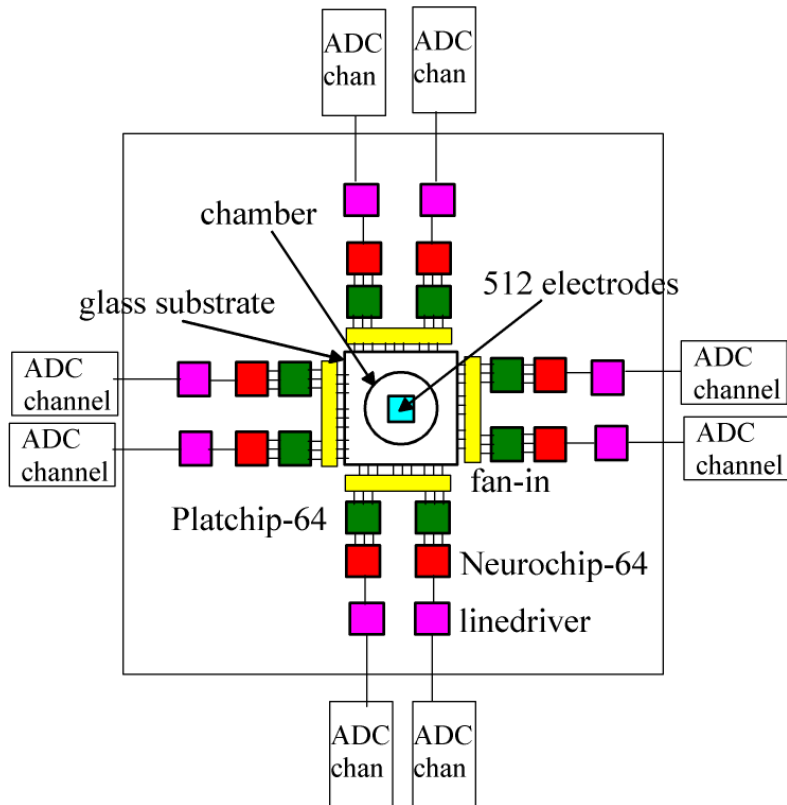 ADC
chan
ADC
chan
chamber
512 electrodes
glass substrate
ADC
channel
ADC
channel
ADC
channel
ADC
channel
fan-in
Platchip-64
Neurochip-64
linedriver
ADC
chan
ADC
chan